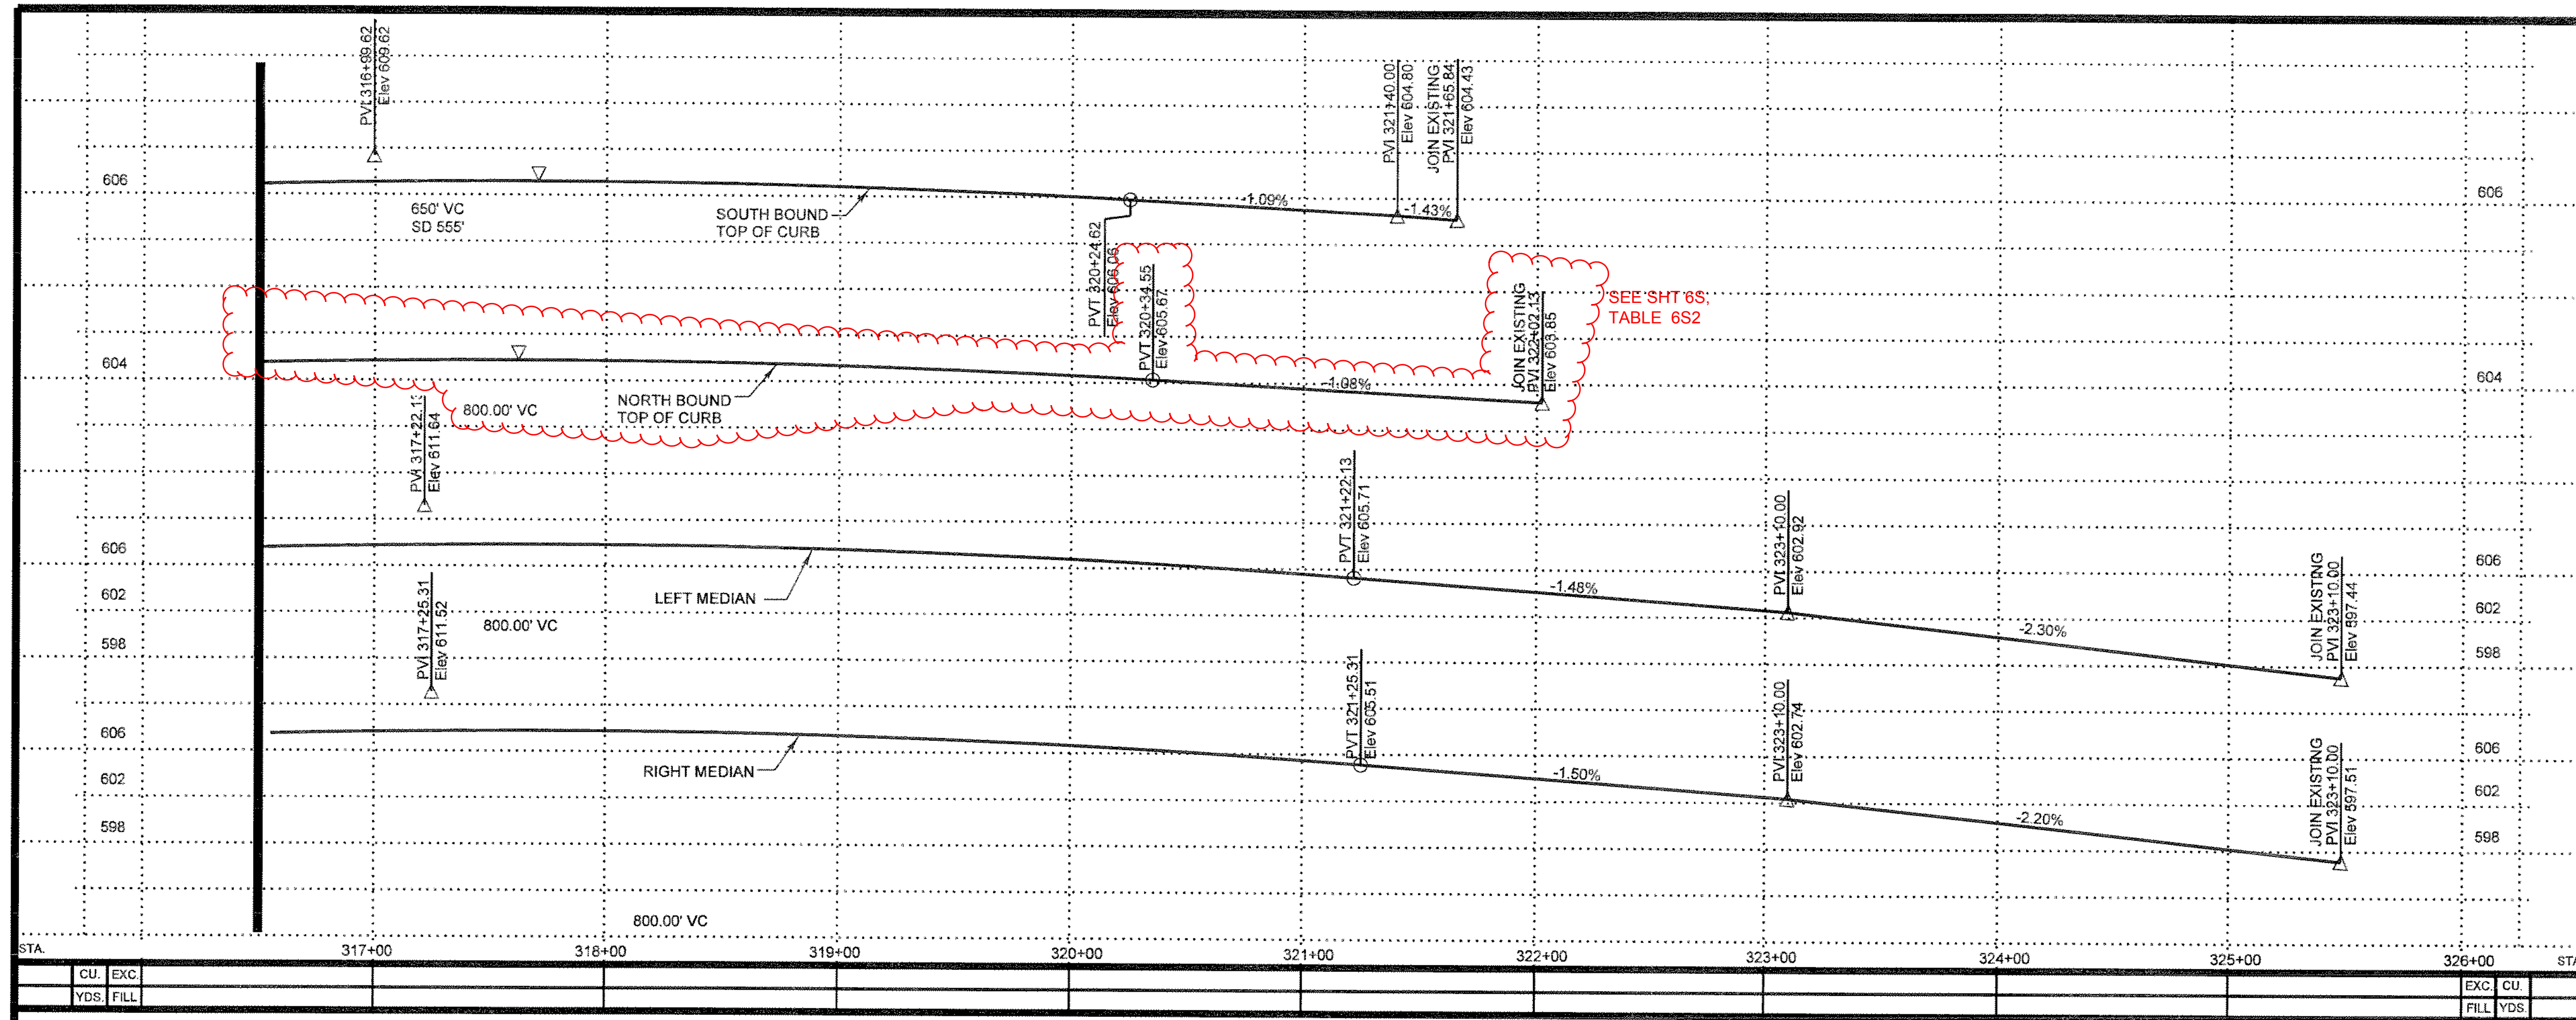 PVI 316+99.62
Elev 609.62
PVI 321+40.00
Elev 604.80
JOIN EXISTING
PVI 321+65.84
Elev 604.43
606
606
650' VC
SD 555'
SOUTH BOUND
TOP OF CURB
-1.09%
-1.43%
PVT 320+24.62
Elev 606.06
PVT 320+34.55
Elev 605.67
JOIN EXISTING
PVI 322+02.13
Elev 603.85
SEE SHT 6S,
TABLE 6S2
604
604
-1.08%
NORTH BOUND
TOP OF CURB
800.00' VC
PVI 317+22.13
Elev 611.64
PVT 321+22.13
Elev 605.71
PVI 323+10.00
Elev 602.92
JOIN EXISTING
PVI 323+10.00
Elev 597.44
606
606
602
602
598
598
LEFT MEDIAN
-1.48%
-2.30%
800.00' VC
PVI 317+25.31
Elev 611.52
PVT 321+25.31
Elev 605.51
PVI 323+10.00
Elev 602.74
JOIN EXISTING
PVI 323+10.00
Elev 597.51
606
606
602
602
598
598
RIGHT MEDIAN
-1.50%
-2.20%
800.00' VC
STA. 317+00 318+00 319+00 320+00 321+00 322+00 323+00 324+00 325+00 326+00
CU. EXC. EXC. CU.
YDS. FILL FILL YDS.